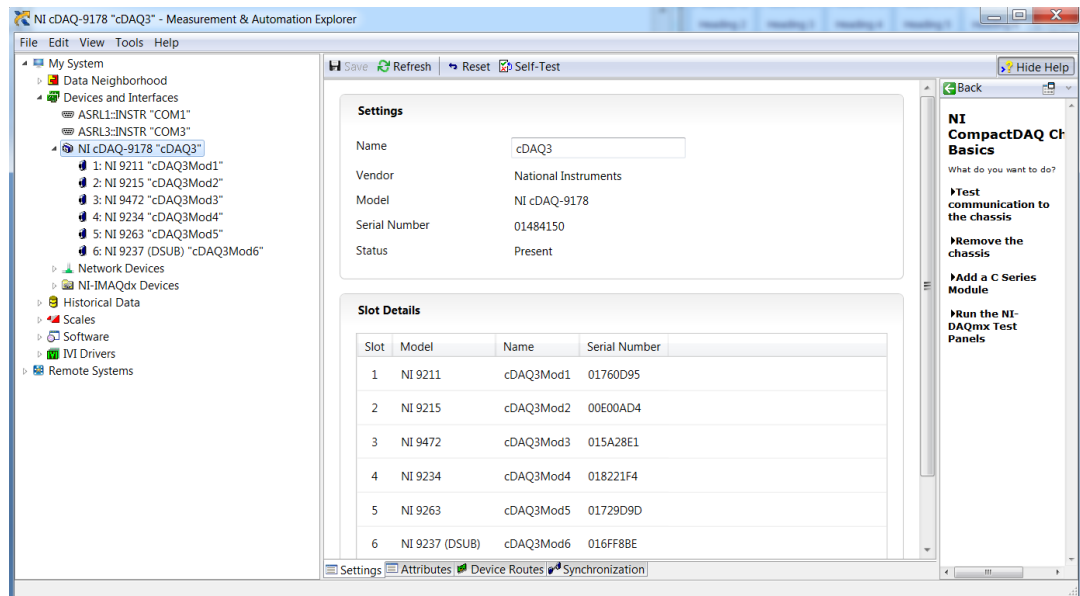 NI cDAQ-9178 "cDAQ3" - Measurement & Automation Explorer
File Edit View Tools Help
My System
Data Neighborhood
Devices and Interfaces
ASRL1::INSTR "COM1"
ASRL3::INSTR "COM3"
NI cDAQ-9178 "cDAQ3"
1: NI 9211 "cDAQ3Mod1"
2: NI 9215 "cDAQ3Mod2"
3: NI 9472 "cDAQ3Mod3"
4: NI 9234 "cDAQ3Mod4"
5: NI 9263 "cDAQ3Mod5"
6: NI 9237 (DSUB) "cDAQ3Mod6"
Network Devices
NI-IMAQdx Devices
Historical Data
Scales
Software
IVI Drivers
Remote Systems
Save Refresh Reset Self-Test
Settings
Name cDAQ3
Vendor National Instruments
Model NI cDAQ-9178
Serial Number 01484150
Status Present
Slot Details
Slot Model Name Serial Number
1 NI 9211 cDAQ3Mod1 01760D95
2 NI 9215 cDAQ3Mod2 00E00AD4
3 NI 9472 cDAQ3Mod3 015A28E1
4 NI 9234 cDAQ3Mod4 018221F4
5 NI 9263 cDAQ3Mod5 01729D9D
6 NI 9237 (DSUB) cDAQ3Mod6 016FF8BE
Settings Attributes Device Routes Synchronization
Hide Help
Back
NI
CompactDAQ Ch
Basics
What do you want to do?
Test
communication to
the chassis
Remove the
chassis
Add a C Series
Module
Run the NI-
DAQmx Test
Panels